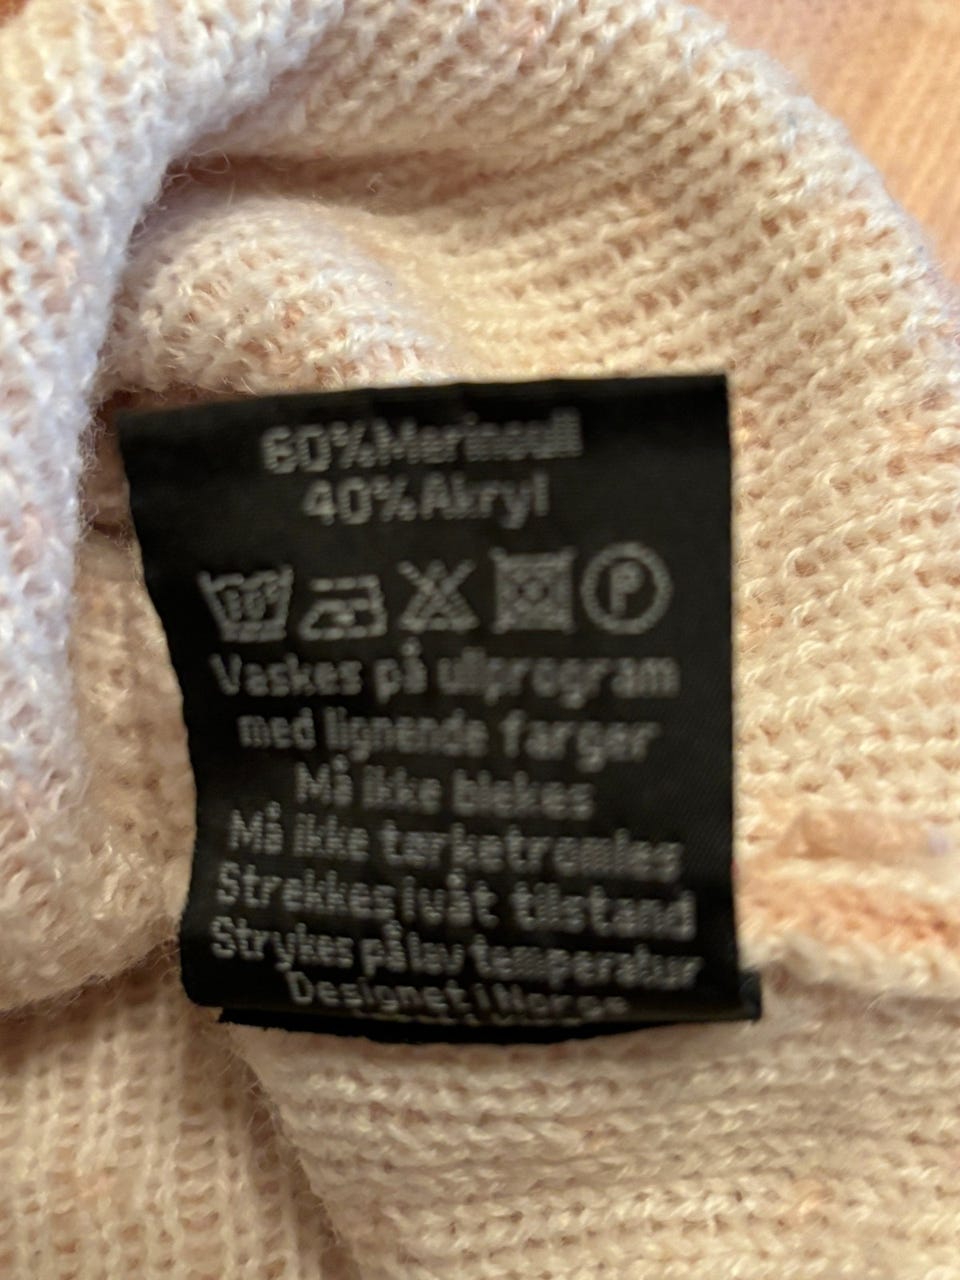 60% Merinoull
40% Akryl
30°
P
Vaskes på ullprogram
med lignende farger
Må ikke blekes
Må ikke tørketromles
Strekkes i våt tilstand
Strykes på lav temperatur
Designet i Norge